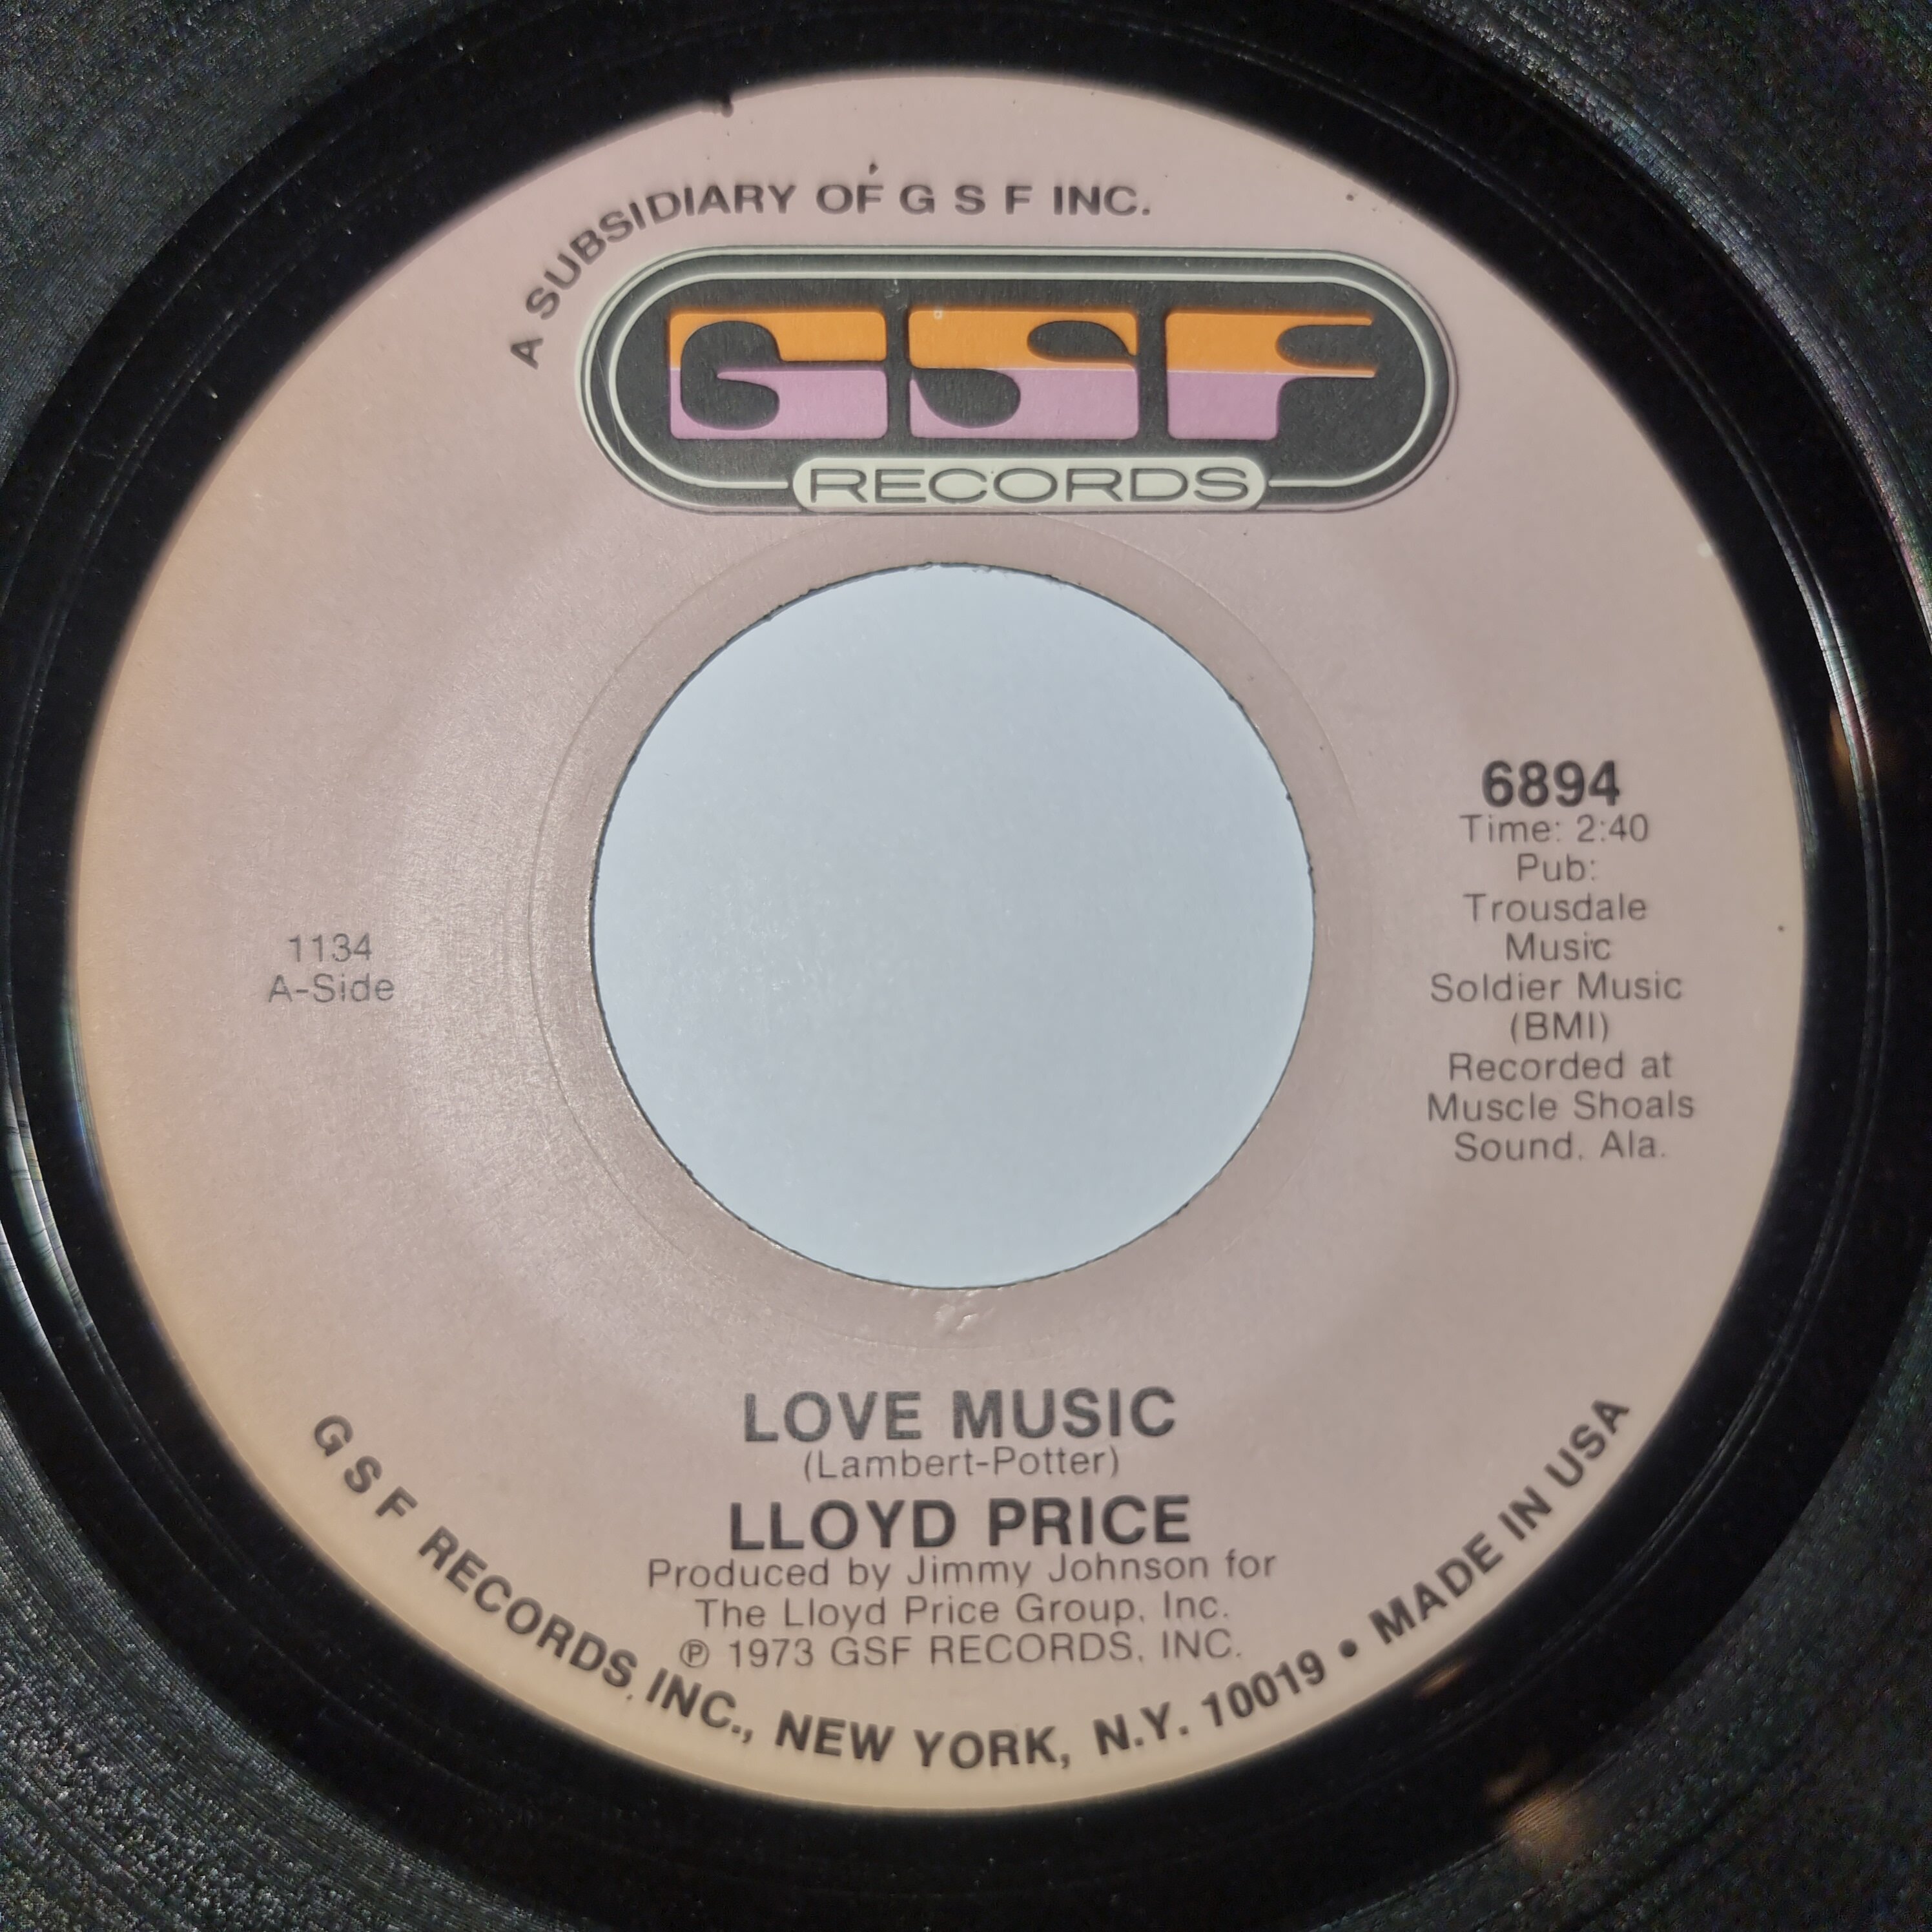 A SUBSIDIARY OF G S F INC.
GSF
RECORDS
6894
Time: 2:40
Pub:
Trousdale
Music
Soldier Music
(BMI)
Recorded at
Muscle Shoals
Sound. Ala.
1134
A-Side
LOVE MUSIC
(Lambert-Potter)
LLOYD PRICE
Produced by Jimmy Johnson for
The Lloyd Price Group, Inc.
℗ 1973 GSF RECORDS, INC.
G S F RECORDS, INC., NEW YORK, N.Y. 10019 • MADE IN USA